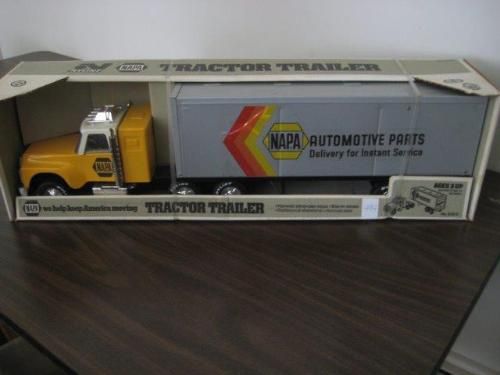 NAPA
TRACTOR TRAILER
NAPA
NAPA
AUTOMOTIVE PARTS
Delivery for Instant Service
NAPA
we help keep America moving
TRACTOR TRAILER
AGES 3 UP